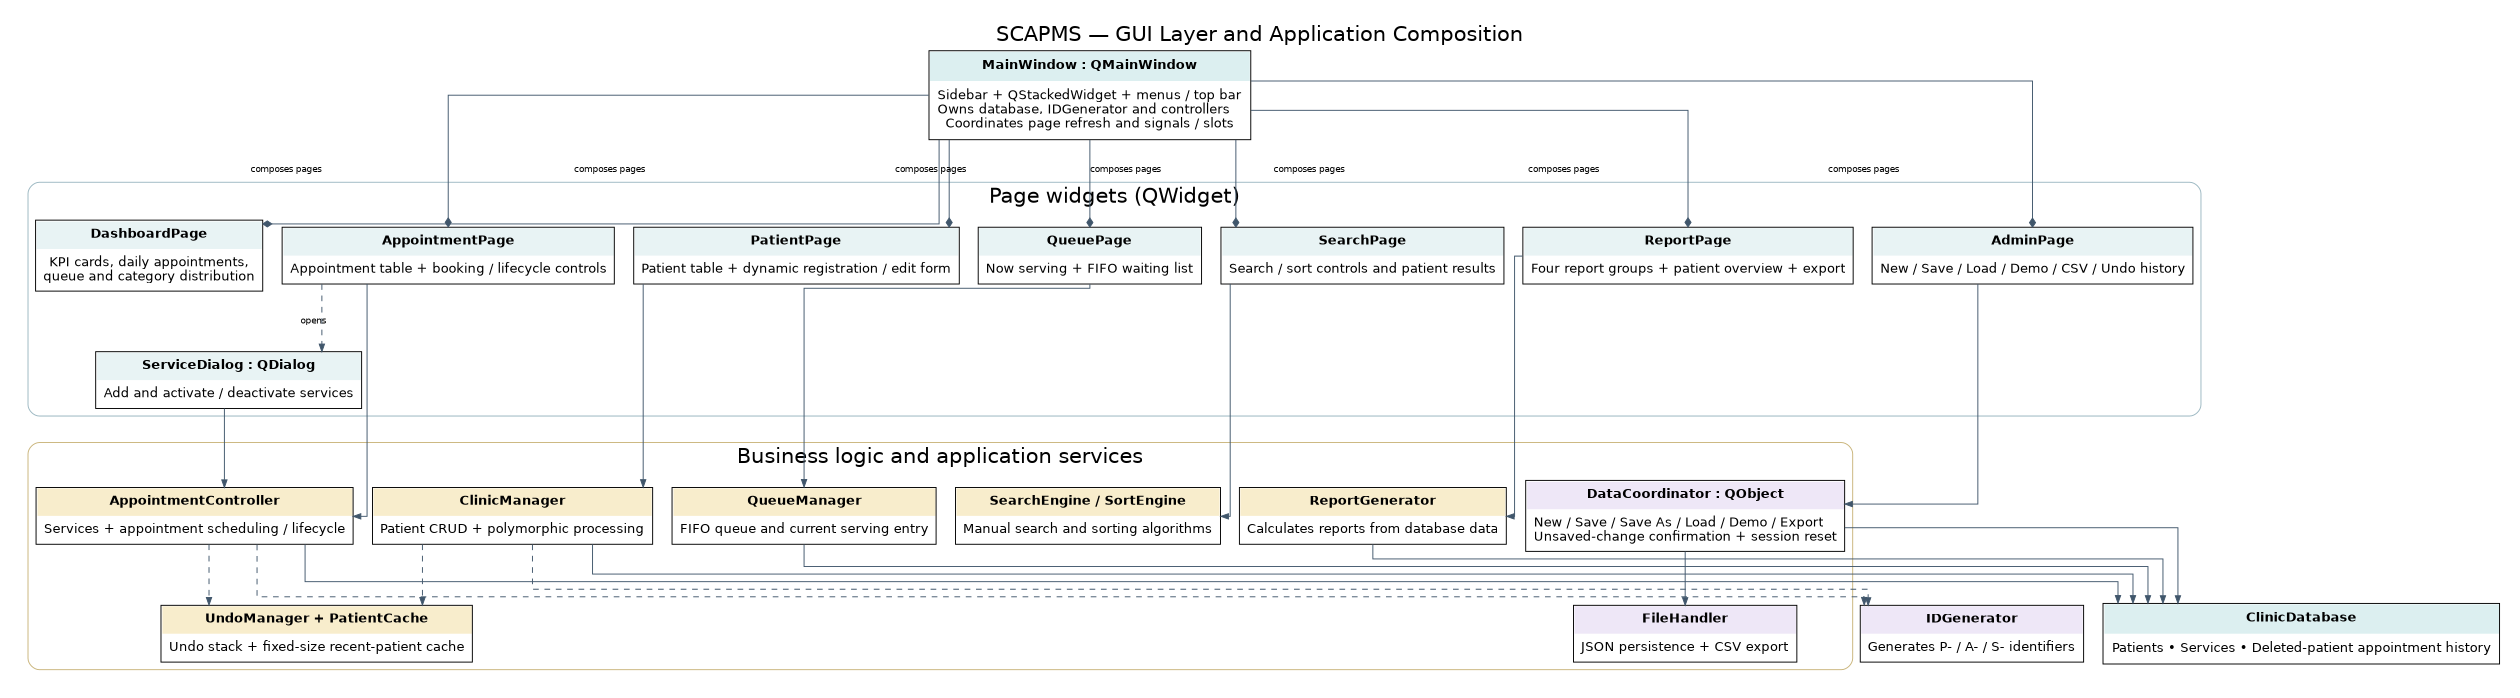 SCAPMS — GUI Layer and Application Composition
MainWindow : QMainWindow
Sidebar + QStackedWidget + menus / top bar
Owns database, IDGenerator and controllers
Coordinates page refresh and signals / slots
composes pages
composes pages
composes pages
composes pages
composes pages
composes pages
composes pages
Page widgets (QWidget)
DashboardPage
KPI cards, daily appointments,
queue and category distribution
AppointmentPage
Appointment table + booking / lifecycle controls
PatientPage
Patient table + dynamic registration / edit form
QueuePage
Now serving + FIFO waiting list
SearchPage
Search / sort controls and patient results
ReportPage
Four report groups + patient overview + export
AdminPage
New / Save / Load / Demo / CSV / Undo history
opens
ServiceDialog : QDialog
Add and activate / deactivate services
Business logic and application services
AppointmentController
Services + appointment scheduling / lifecycle
ClinicManager
Patient CRUD + polymorphic processing
QueueManager
FIFO queue and current serving entry
SearchEngine / SortEngine
Manual search and sorting algorithms
ReportGenerator
Calculates reports from database data
DataCoordinator : QObject
New / Save / Save As / Load / Demo / Export
Unsaved-change confirmation + session reset
UndoManager + PatientCache
Undo stack + fixed-size recent-patient cache
FileHandler
JSON persistence + CSV export
IDGenerator
Generates P- / A- / S- identifiers
ClinicDatabase
Patients • Services • Deleted-patient appointment history